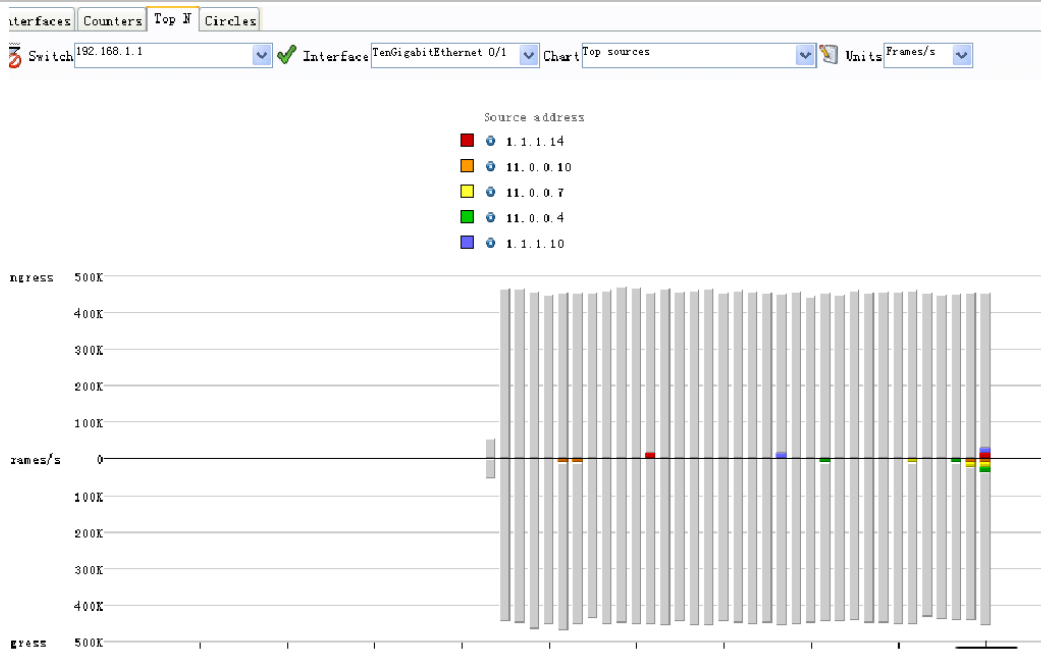 nterfaces Counters Top N Circles
Switch 192.168.1.1 Interface TenGigabitEthernet 0/1 Chart Top sources Units Frames/s
Source address
1.1.1.14
11.0.0.10
11.0.0.7
11.0.0.4
1.1.1.10
ngress 500K
400K
300K
200K
100K
rames/s 0
100K
200K
300K
400K
gress 500K